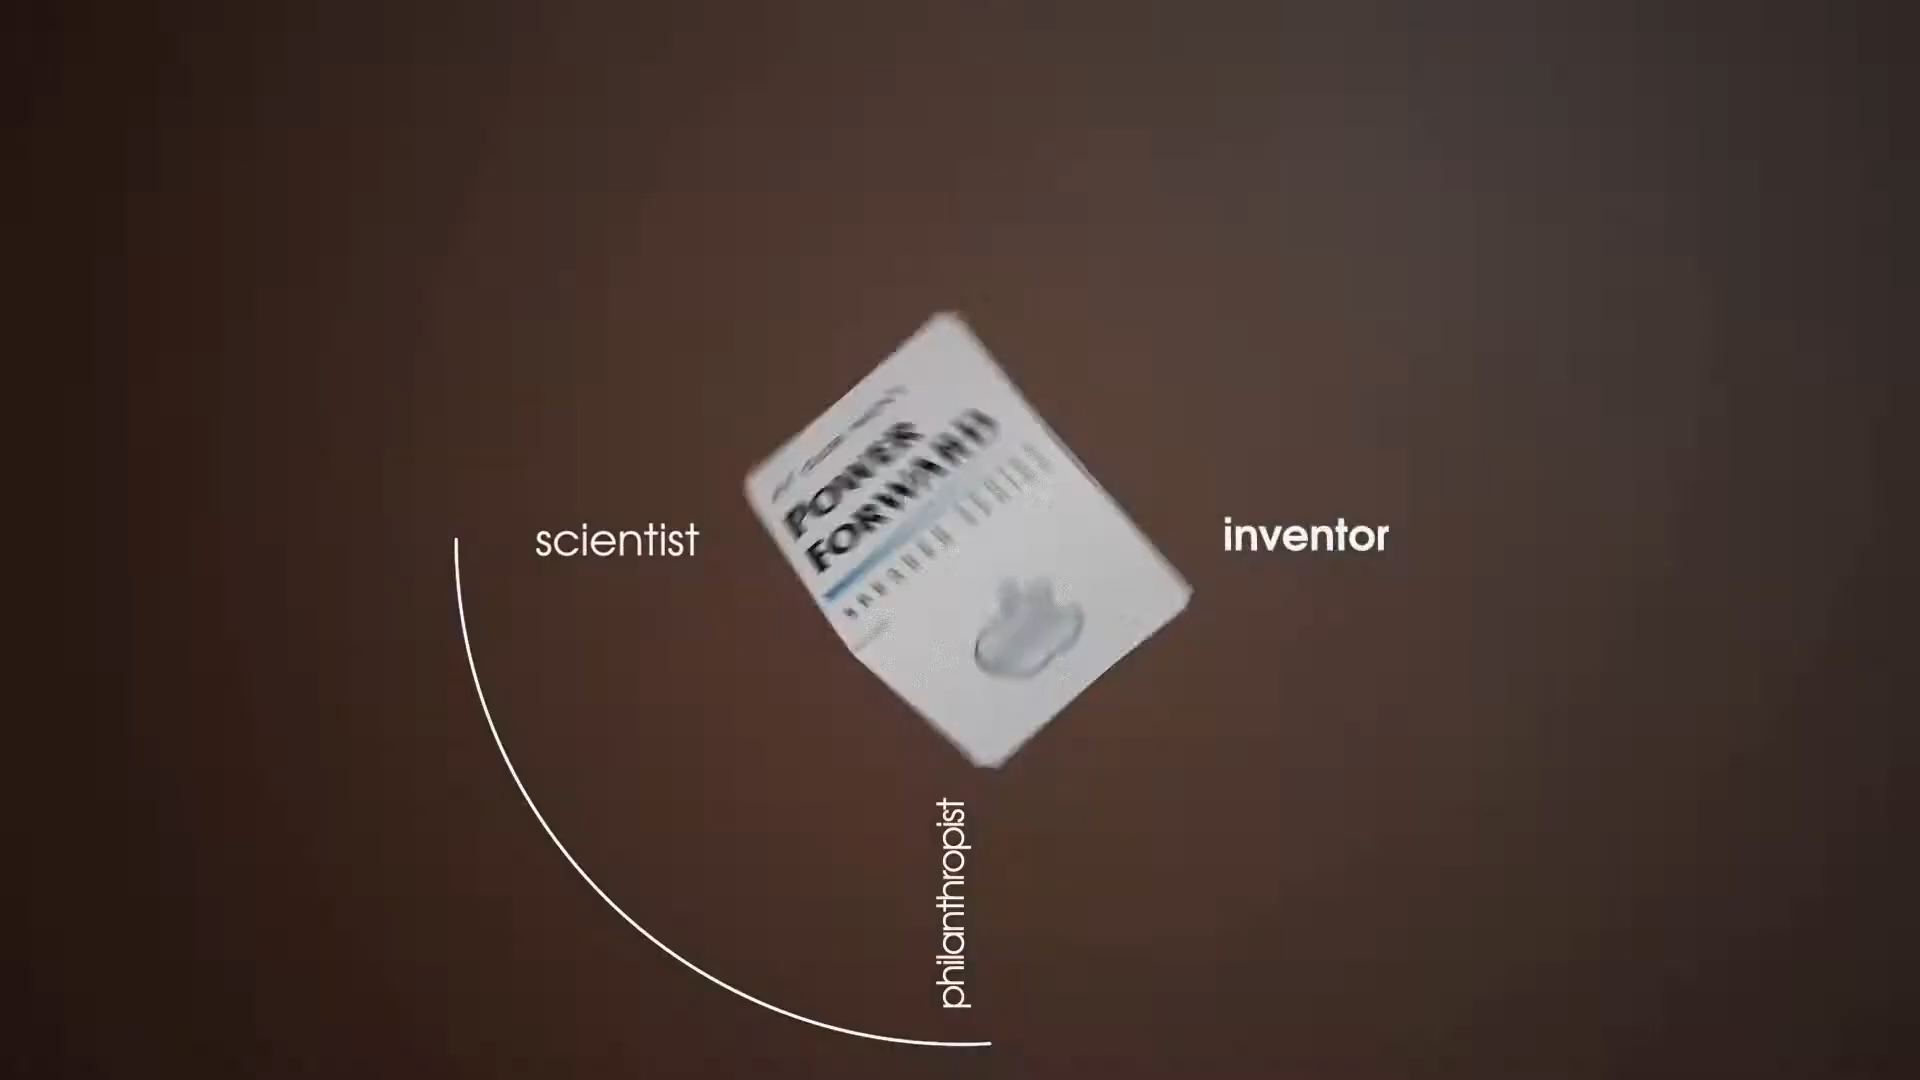 scientist
POWER
FORWARD
inventor
philanthropist